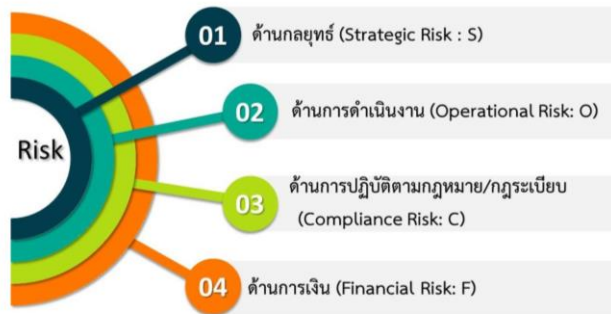 Risk
01 ด้านกลยุทธ์ (Strategic Risk : S)
02 ด้านการดำเนินงาน (Operational Risk: O)
03 ด้านการปฏิบัติตามกฎหมาย/กฎระเบียบ
(Compliance Risk: C)
04 ด้านการเงิน (Financial Risk: F)